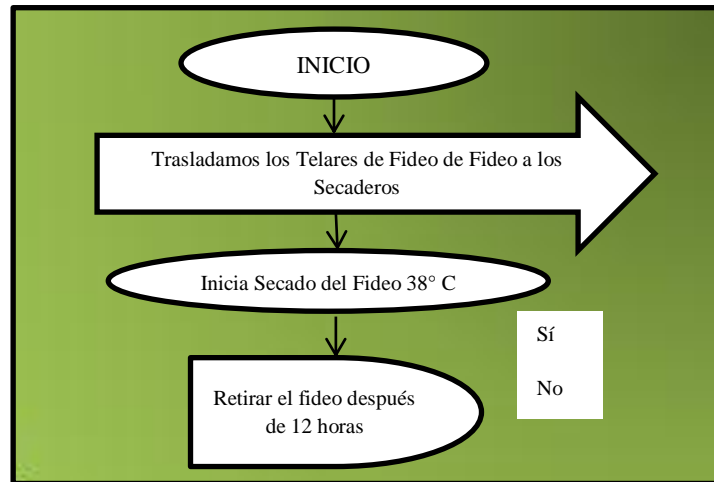 INICIO
Trasladamos los Telares de Fideo de Fideo a los
Secaderos
Inicia Secado del Fideo 38° C
Sí
No
Retirar el fideo después
de 12 horas